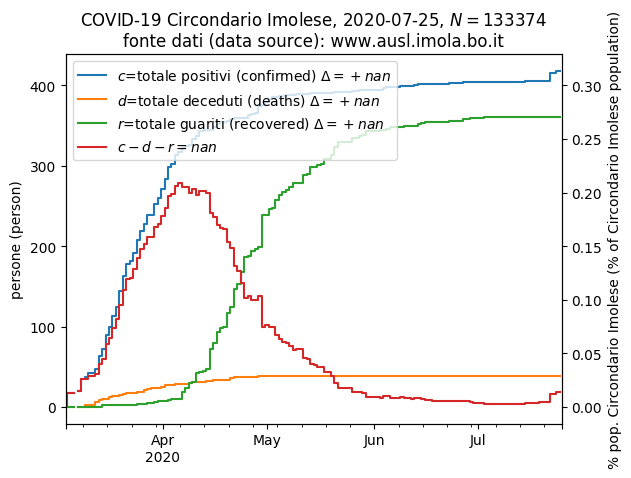 COVID-19 Circondario Imolese, 2020-07-25, N = 133374
fonte dati (data source): www.ausl.imola.bo.it
c=totale positivi (confirmed) Δ = +nan
d=totale deceduti (deaths) Δ = +nan
r=totale guariti (recovered) Δ = +nan
c − d − r = nan
persone (person)
400
300
200
100
0
0.30
0.25
0.20
0.15
0.10
0.05
0.00
% pop. Circondario Imolese (% of Circondario Imolese population)
Apr May Jun Jul
2020